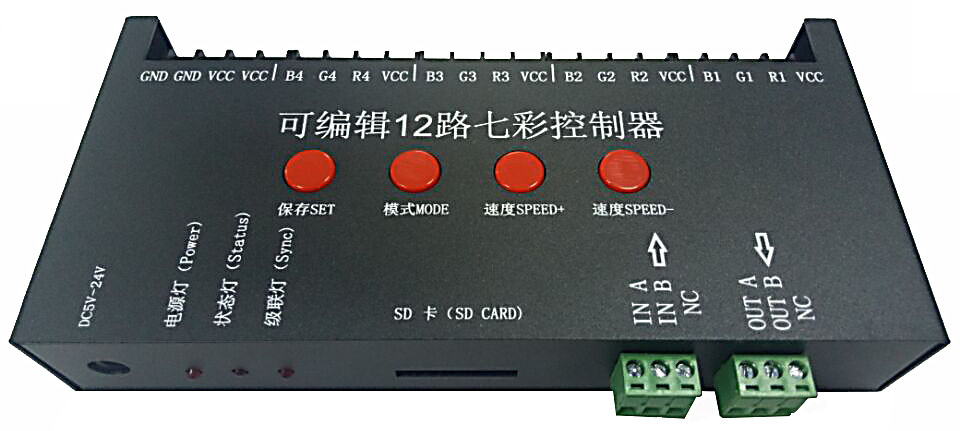 GND GND VCC VCC B4 G4 R4 VCC B3 G3 R3 VCC B2 G2 R2 VCC B1 G1 R1 VCC
可编辑12路七彩控制器
保存SET 模式MODE 速度SPEED+ 速度SPEED-
DC5V-24V
电源灯(Power)
状态灯(Status)
级联灯(Sync)
SD 卡(SD CARD)
IN A
IN B
NC
OUT A
OUT B
NC